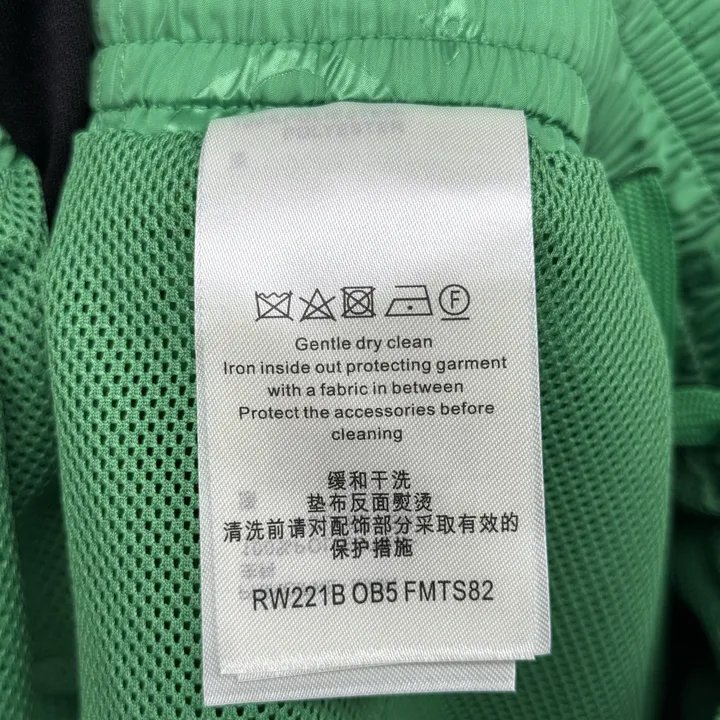 POLYESTER
F
Gentle dry clean
Iron inside out protecting garment
with a fabric in between
Protect the accessories before
cleaning
缓和干洗
垫布反面熨烫
清洗前请对配饰部分采取有效的
保护措施
RW221B OB5 FMTS82